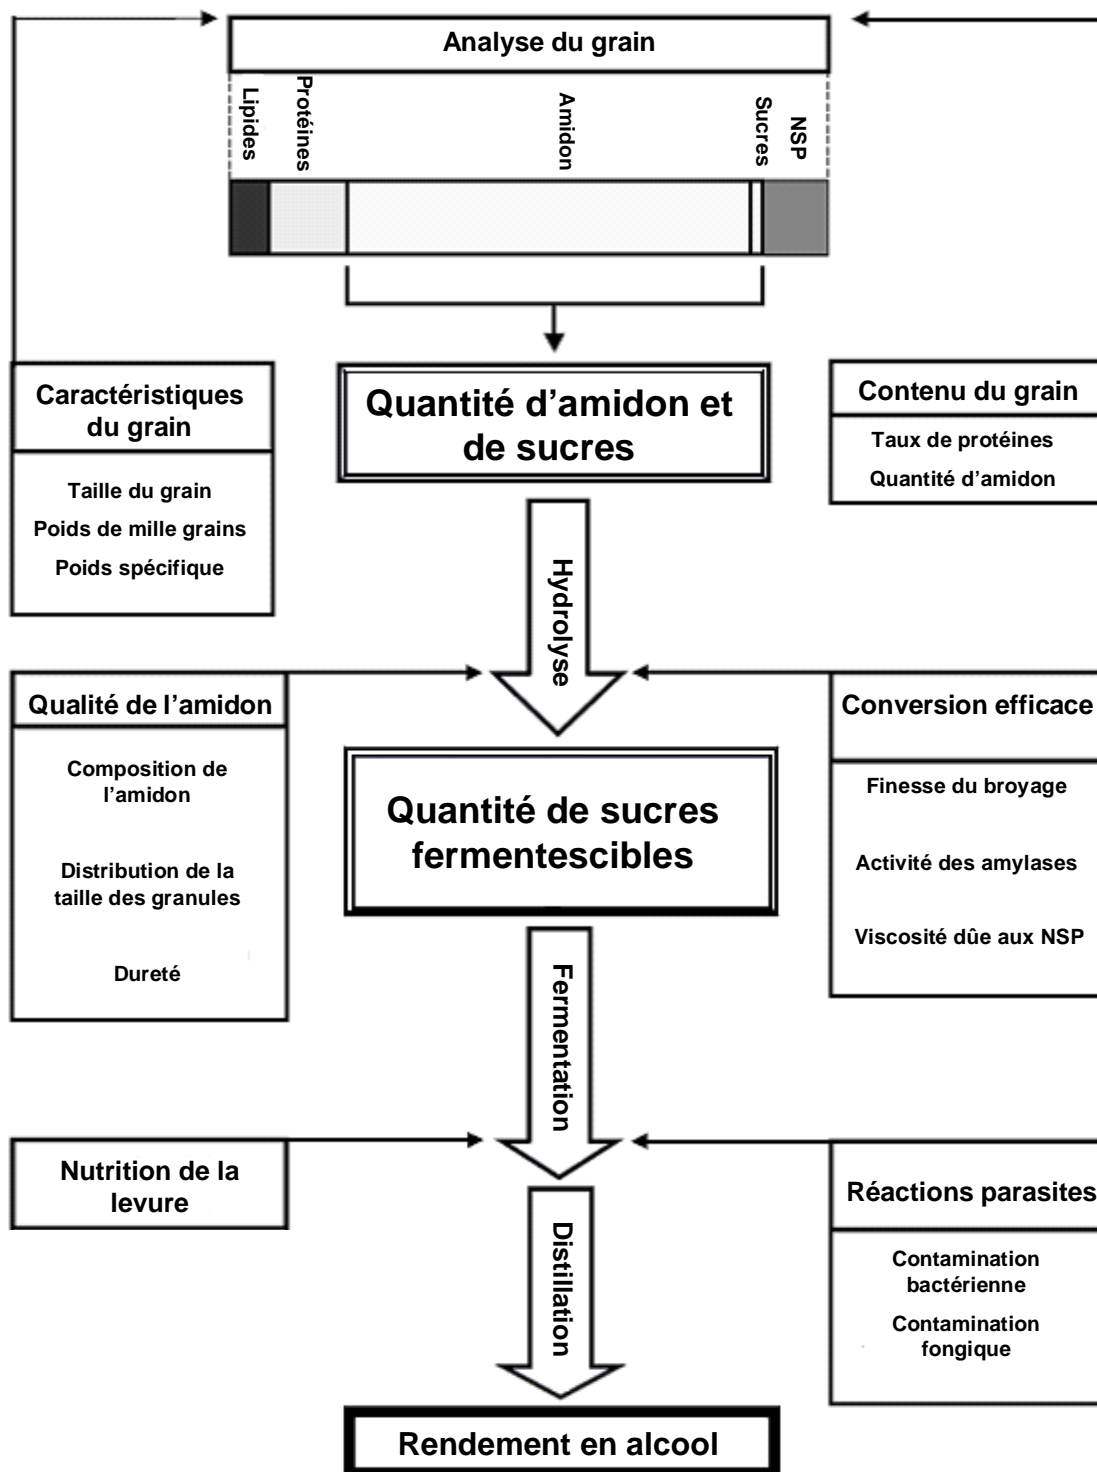 Analyse du grain
Lipides
Protéines
Amidon
Sucres
NSP
Caractéristiques
du grain
Taille du grain
Poids de mille grains
Poids spécifique
Quantité d’amidon et
de sucres
Contenu du grain
Taux de protéines
Quantité d’amidon
Hydrolyse
Qualité de l’amidon
Composition de
l’amidon
Distribution de la
taille des granules
Dureté
Quantité de sucres
fermentescibles
Conversion efficace
Finesse du broyage
Activité des amylases
Viscosité dûe aux NSP
Fermentation
Nutrition de la
levure
Réactions parasites
Contamination
bactérienne
Contamination
fongique
Distillation
Rendement en alcool